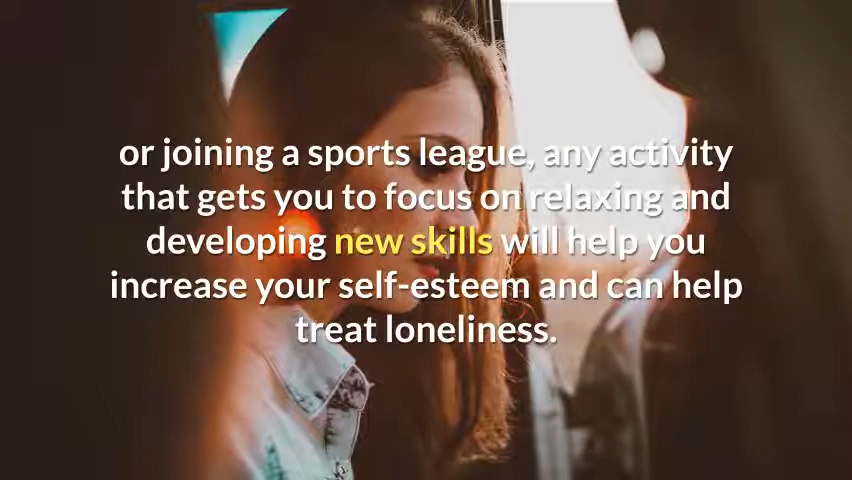 or joining a sports league, any activity
that gets you to focus on relaxing and
developing new skills will help you
increase your self-esteem and can help
treat loneliness.